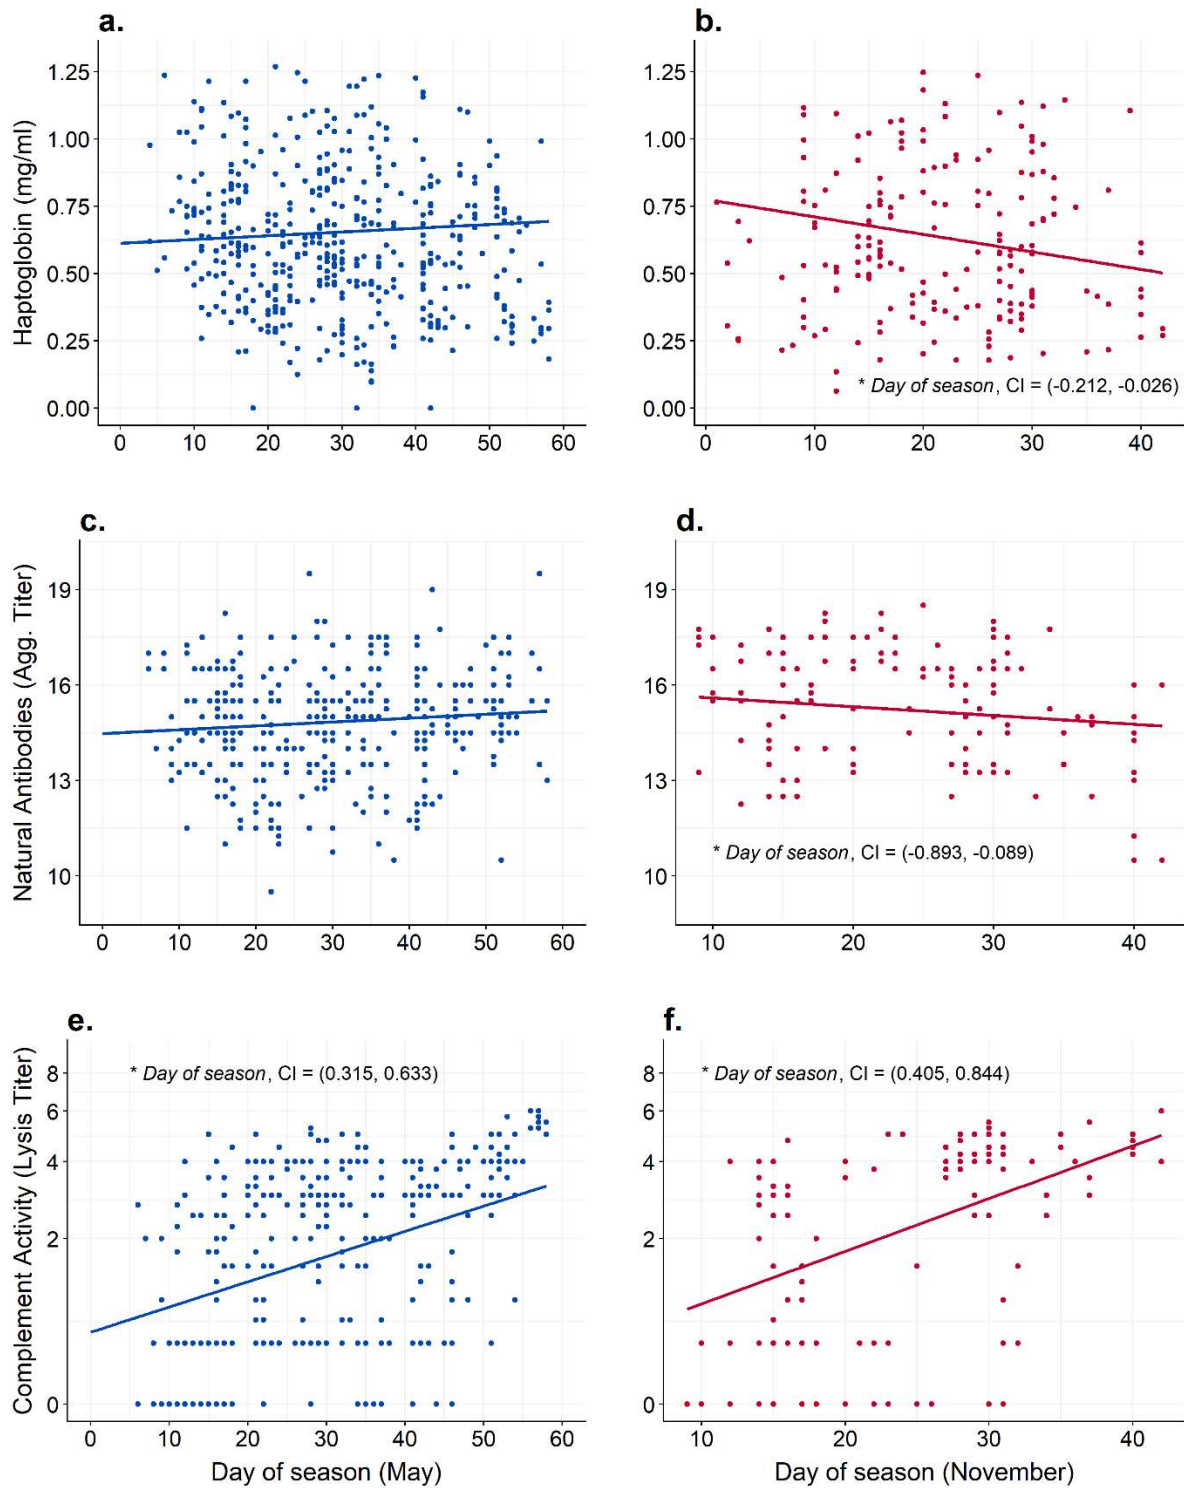 a.
b.
Haptoglobin (mg/ml)
1.25
1.00
0.75
0.50
0.25
0.00
0 10 20 30 40 50 60
1.25
1.00
0.75
0.50
0.25
0.00
* Day of season, CI = (-0.212, -0.026)
0 10 20 30 40
c.
d.
Natural Antibodies (Agg. Titer)
19
16
13
10
0 10 20 30 40 50 60
19
16
13
10
* Day of season, CI = (-0.893, -0.089)
10 20 30 40
e.
f.
Complement Activity (Lysis Titer)
8
6
4
2
0
* Day of season, CI = (0.315, 0.633)
0 10 20 30 40 50 60
Day of season (May)
8
6
4
2
0
* Day of season, CI = (0.405, 0.844)
10 20 30 40
Day of season (November)